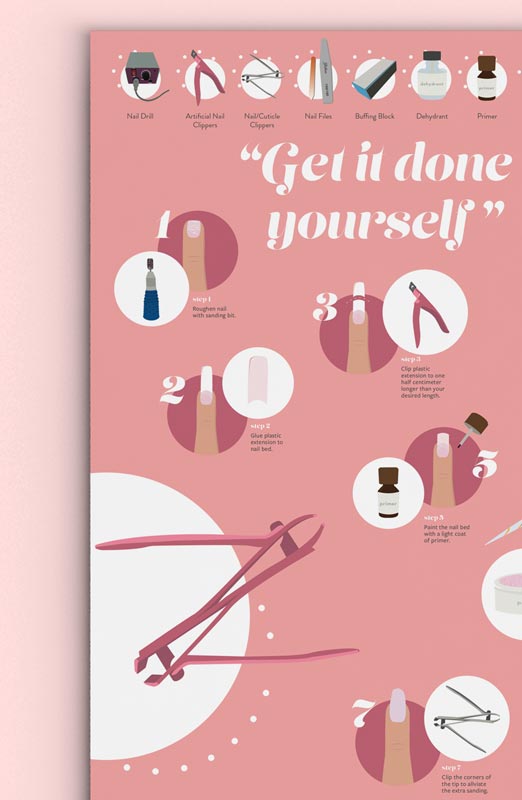 Nail Drill
Artificial Nail
Clippers
Nail/Cuticle
Clippers
Nail Files
Buffing Block
Dehydrant
Primer
dehydrant
primer
“Get it done
yourself”
1
step 1
Roughen nail
with sanding bit.
2
step 2
Glue plastic
extension to
nail bed.
3
step 3
Clip plastic
extension to one
half centimeter
longer than your
desired length.
5
primer
step 5
Paint the nail bed
with a light coat
of primer.
7
step 7
Clip the corners of
the tip to allviate
the extra sanding.